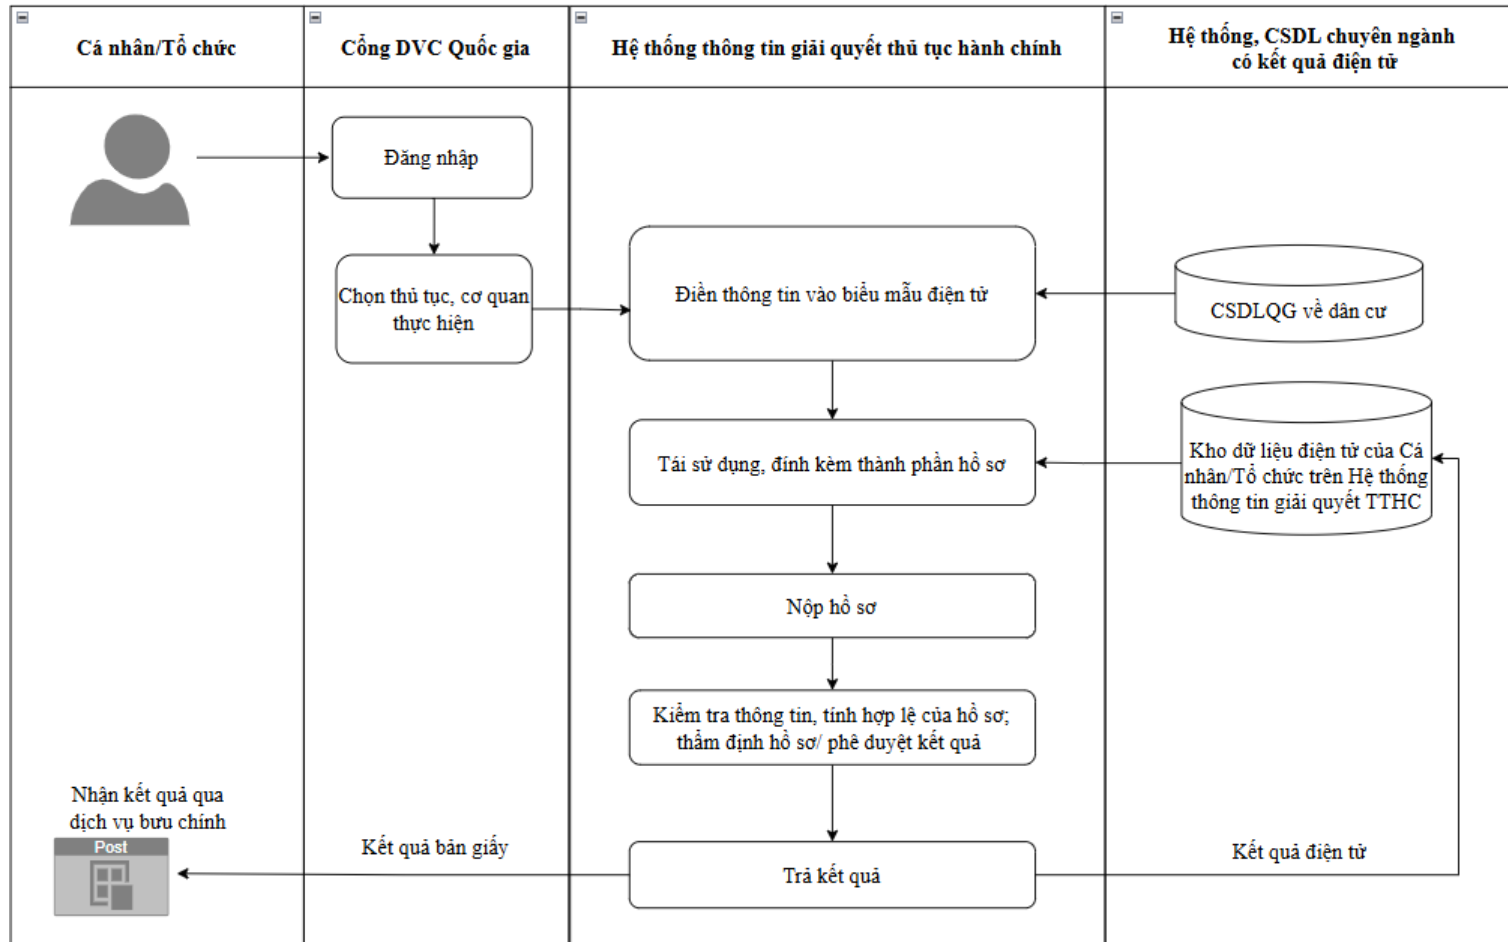 Cá nhân/Tổ chức
Cổng DVC Quốc gia
Hệ thống thông tin giải quyết thủ tục hành chính
Hệ thống, CSDL chuyên ngành
có kết quả điện tử
Đăng nhập
Chọn thủ tục, cơ quan
thực hiện
Điền thông tin vào biểu mẫu điện tử
CSDLQG về dân cư
Tái sử dụng, đính kèm thành phần hồ sơ
Kho dữ liệu điện tử của Cá
nhân/Tổ chức trên Hệ thống
thông tin giải quyết TTHC
Nộp hồ sơ
Kiểm tra thông tin, tính hợp lệ của hồ sơ;
thẩm định hồ sơ/ phê duyệt kết quả
Nhận kết quả qua
dịch vụ bưu chính
Post
Kết quả bản giấy
Trả kết quả
Kết quả điện tử